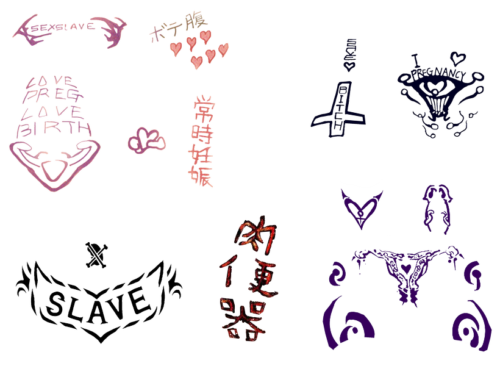 SEXSLAVE
ボテ腹
LOVE
PREG
LOVE
BIRTH
常時妊娠
BITCH
I
PREGNANCY
SLAVE
肉便器